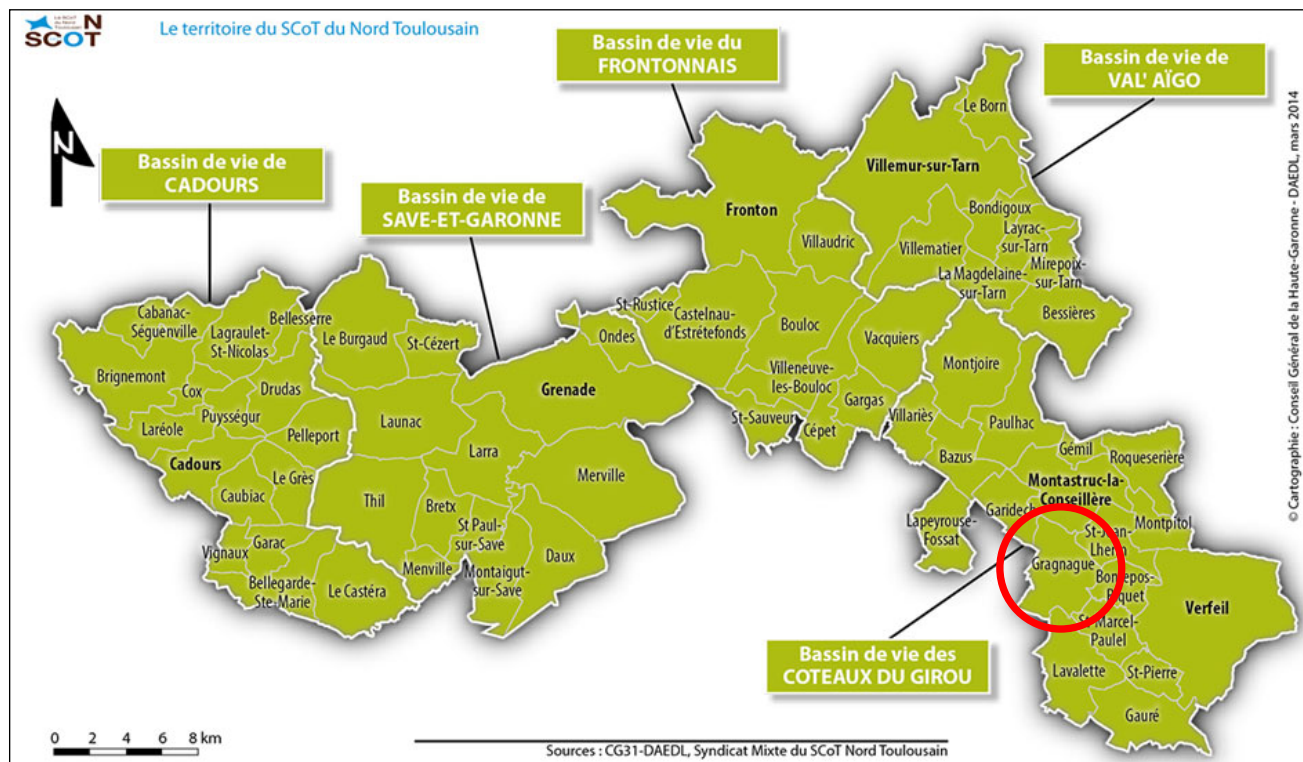 Le SCoT
du Nord
Toulousain
N
SCOT
Le territoire du SCoT du Nord Toulousain
N
Bassin de vie du
FRONTONNAIS
Bassin de vie de
VAL' AÏGO
Bassin de vie de
CADOURS
Bassin de vie de
SAVE-ET-GARONNE
Le Born
Villemur-sur-Tarn
Fronton
Villaudric
Villematier
Bondigoux
Layrac-
sur-Tarn
Mirepoix-
sur-Tarn
La Magdelaine-
sur-Tarn
Bessières
Cabanac-
Séguenville
Lagraulet-
St-Nicolas
Bellesserre
Le Burgaud
St-Cézert
St-Rustice
Ondes
Castelnau-
d'Estrétefonds
Bouloc
Vacquiers
Montjoire
Brignemont
Cox
Drudas
Puysségur
Laréole
Pelleport
Launac
Grenade
Villeneuve-
les-Bouloc
Gargas
St-Sauveur
Cépet
Villariès
Paulhac
Cadours
Le Grès
Caubiac
Larra
Merville
Bazus
Gémil
Roqueserière
Thil
Bretx
St Paul-
sur-Save
Montastruc-la-
Conseillère
Garidech
Montpitol
Lapeyrouse-
Fossat
Vignaux
Garac
Menville
Daux
Montaigut-
sur-Save
Bellegarde-
Ste-Marie
Le Castéra
St-Jean-
Lherm
Gragnague
Bonrepos-
Riquet
Verfeil
St-Marcel-
Paulel
Lavalette
St-Pierre
Gauré
Bassin de vie des
COTEAUX DU GIROU
0 2 4 6 8 km
Sources : CG31-DAEDL, Syndicat Mixte du SCoT Nord Toulousain
© Cartographie : Conseil Général de la Haute-Garonne - DAEDL, mars 2014